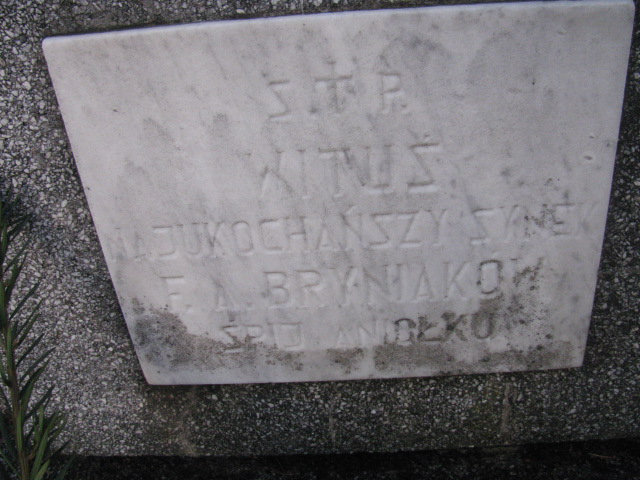 Ś.T P.
WITUŚ
NAJUKOCHAŃSZY SYNEK
F. A. BRYNIAKÓW
ŚPIJ ANIOŁKU